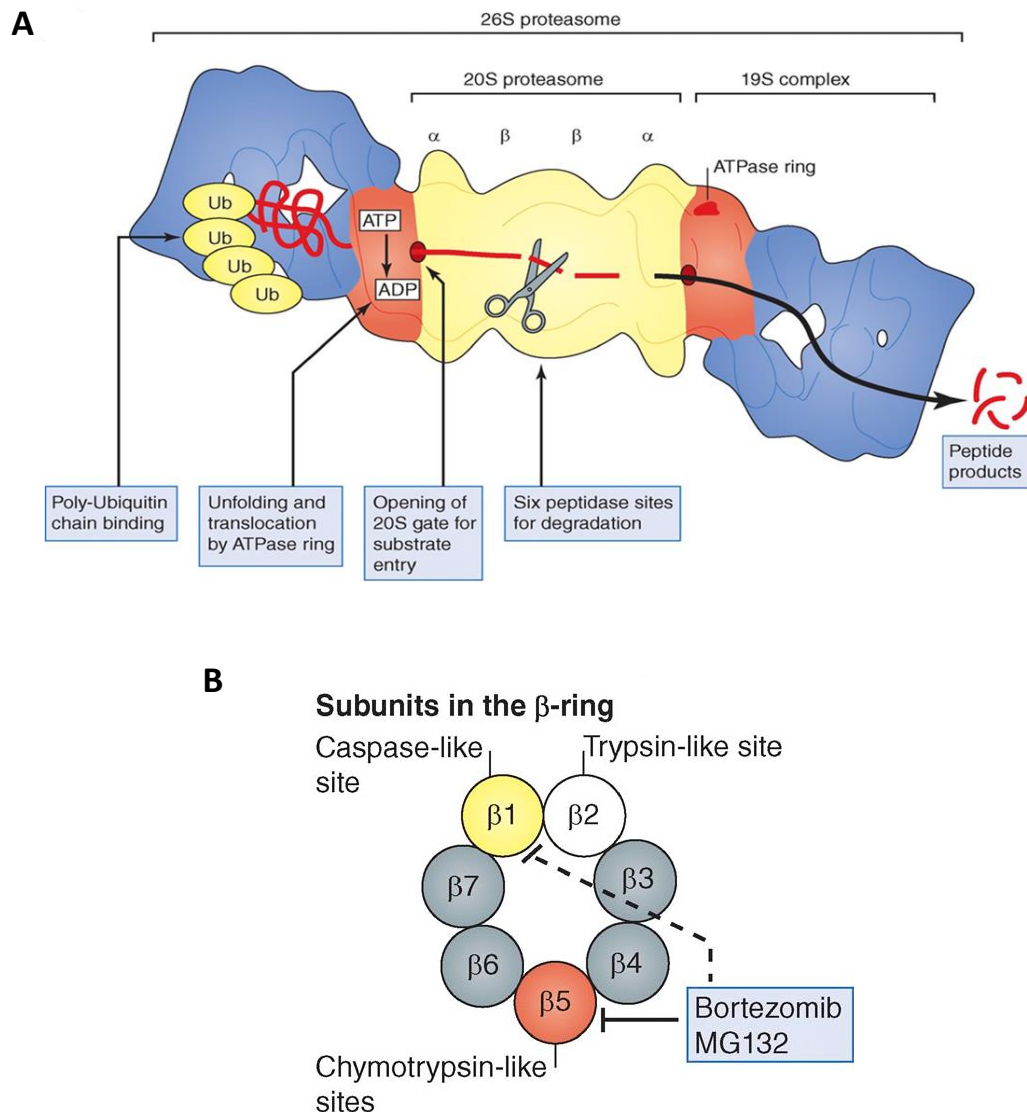 A
26S proteasome
20S proteasome
19S complex
α β β α
ATPase ring
Ub
Ub
Ub
Ub
ATP
ADP
Poly-Ubiquitin
chain binding
Unfolding and
translocation
by ATPase ring
Opening of
20S gate for
substrate
entry
Six peptidase sites
for degradation
Peptide
products
B
Subunits in the β-ring
Caspase-like
site
Trypsin-like site
β1
β2
β7
β3
β6
β4
β5
Bortezomib
MG132
Chymotrypsin-like
sites